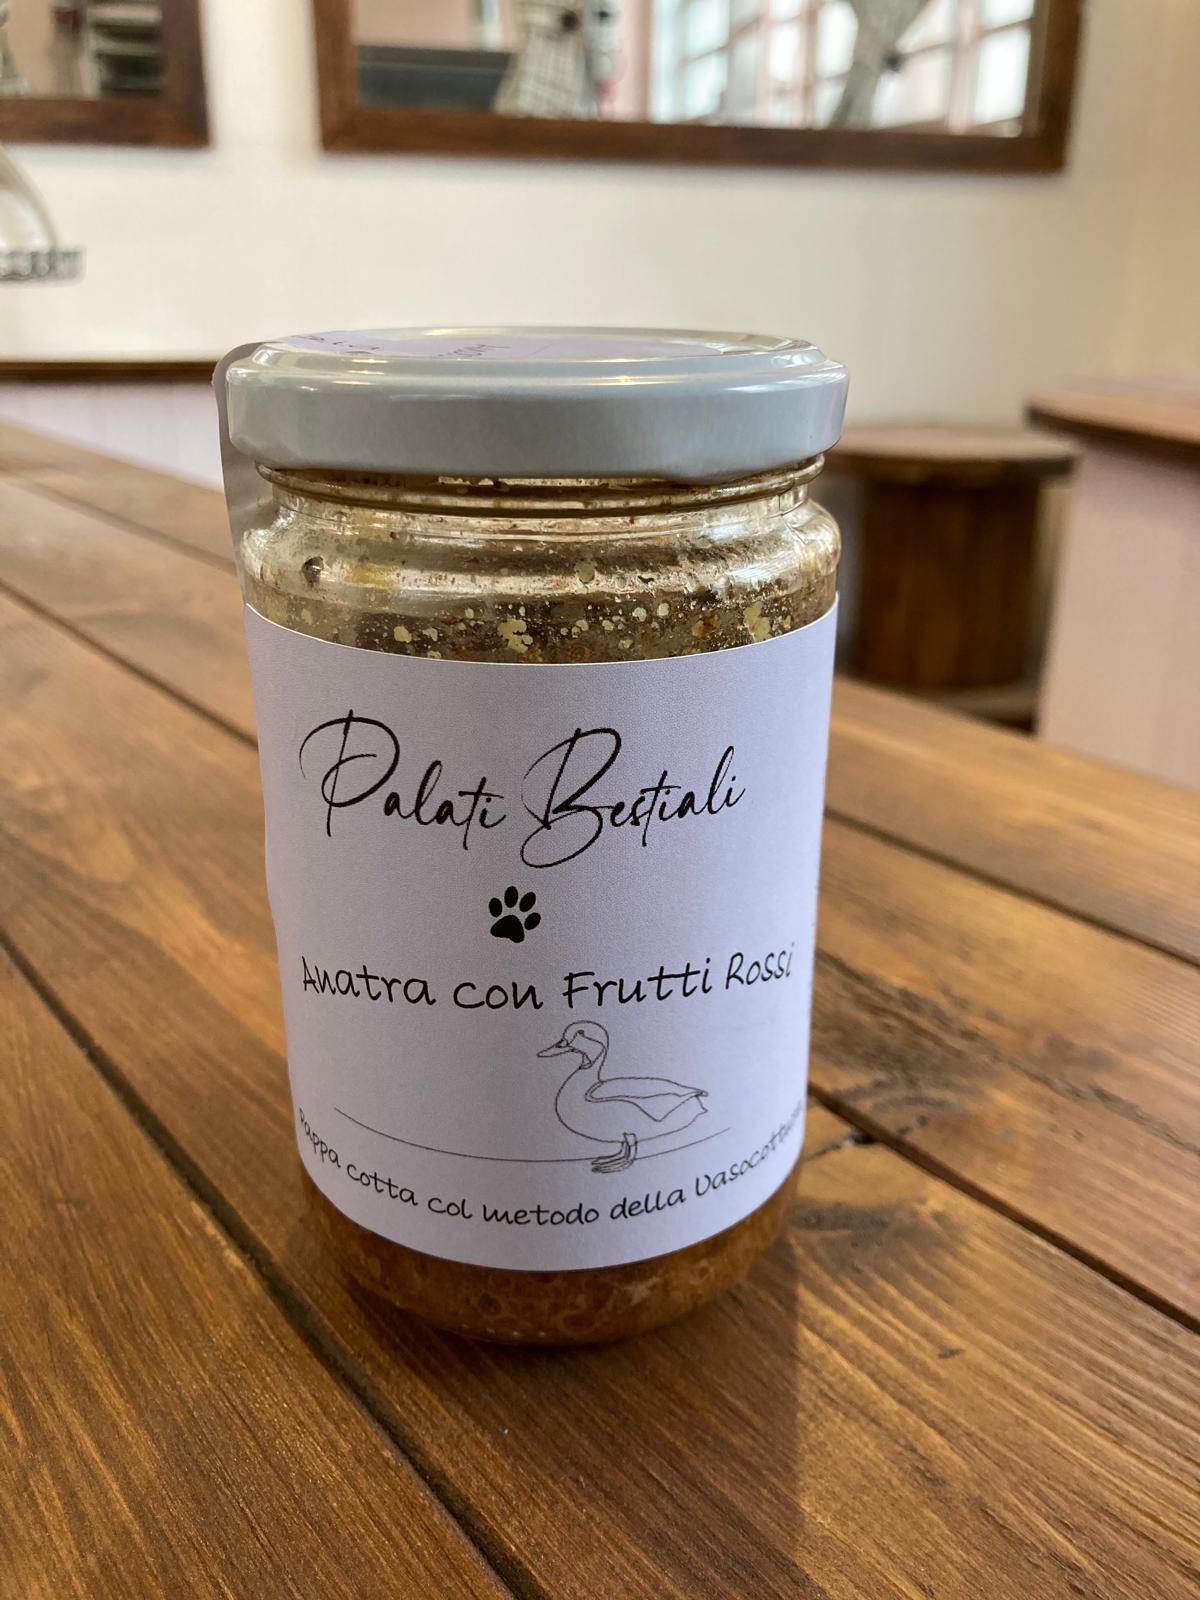 Palati Bestiali
Anatra con Frutti Rossi
Pappa cotta col metodo della Vasocottura